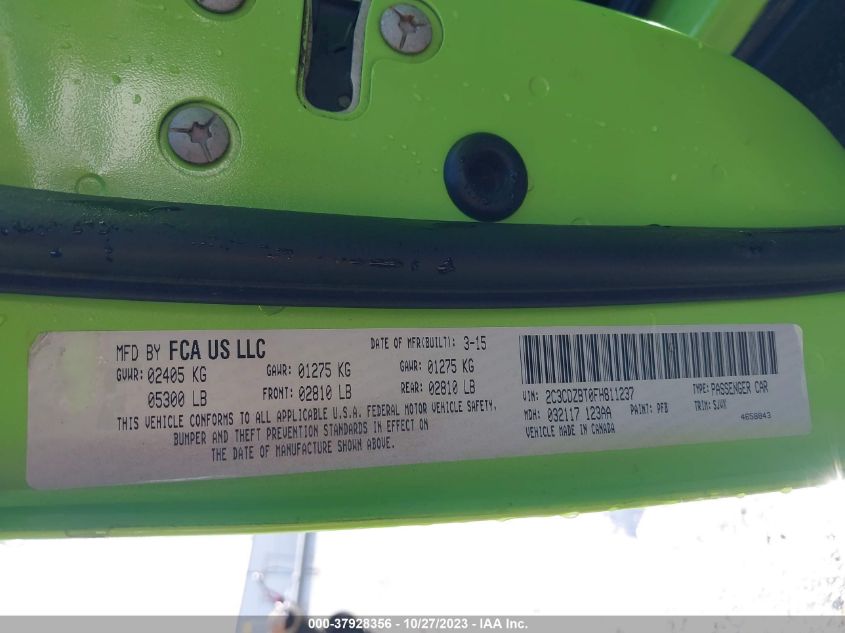 MFD BY FCA US LLC
DATE OF MFR(BUILT): 3-15
GVWR: 02405 KG
GAWR: 01275 KG
GAWR: 01275 KG
05300 LB
FRONT: 02810 LB
REAR: 02810 LB
THIS VEHICLE CONFORMS TO ALL APPLICABLE U.S.A. FEDERAL MOTOR VEHICLE SAFETY,
BUMPER AND THEFT PREVENTION STANDARDS IN EFFECT ON
THE DATE OF MANUFACTURE SHOWN ABOVE.
VIN: 2C3CDZBT0FH811237
TYPE: PASSENGER CAR
MDH: 032117 123AA
PAINT: PFB
TRIM: SJVX
VEHICLE MADE IN CANADA
4658843
000-37928356 - 10/27/2023 - IAA Inc.